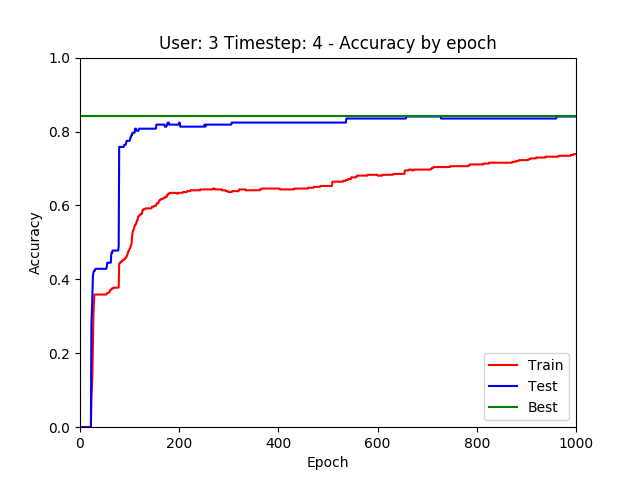 User: 3 Timestep: 4 - Accuracy by epoch
1.0
0.8
0.6
0.4
0.2
0.0
Accuracy
0 200 400 600 800 1000
Epoch
Train
Test
Best